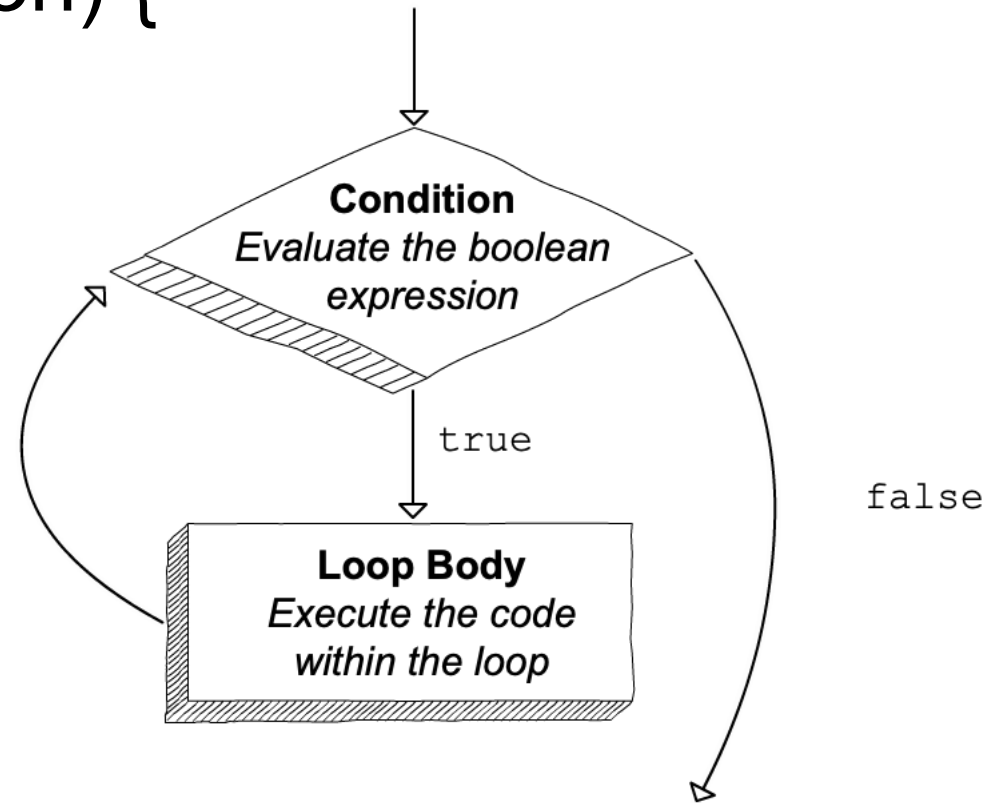 on) {
Condition
Evaluate the boolean
expression
true
false
Loop Body
Execute the code
within the loop